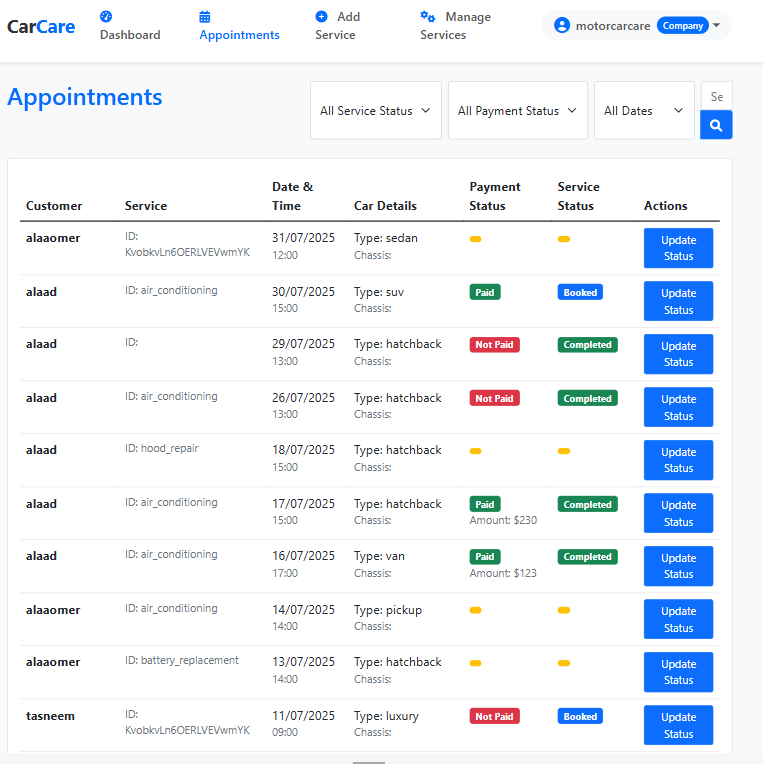 CarCare
Dashboard
Appointments
Add
Service
Manage
Services
motorcarcare Company
Appointments
All Service Status
All Payment Status
All Dates
Se
Customer Service Date & Time Car Details Payment Status Service Status Actions
alaaomer ID: 31/07/2025 Type: sedan Update
KvobkvLn6OERLVEVwmYK 12:00 Chassis: Status
alaad ID: air_conditioning 30/07/2025 Type: suv Paid Booked Update
15:00 Chassis: Status
alaad ID: 29/07/2025 Type: hatchback Not Paid Completed Update
13:00 Chassis: Status
alaad ID: air_conditioning 26/07/2025 Type: hatchback Not Paid Completed Update
13:00 Chassis: Status
alaad ID: hood_repair 18/07/2025 Type: hatchback Update
15:00 Chassis: Status
alaad ID: air_conditioning 17/07/2025 Type: hatchback Paid Completed Update
15:00 Chassis: Amount: $230 Status
alaad ID: air_conditioning 16/07/2025 Type: van Paid Completed Update
17:00 Chassis: Amount: $123 Status
alaaomer ID: air_conditioning 14/07/2025 Type: pickup Update
14:00 Chassis: Status
alaaomer ID: battery_replacement 13/07/2025 Type: hatchback Update
14:00 Chassis: Status
tasneem ID: 11/07/2025 Type: luxury Not Paid Booked Update
KvobkvLn6OERLVEVwmYK 09:00 Chassis: Status